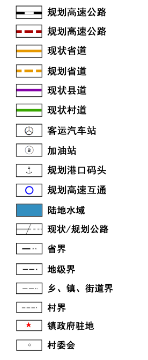 规划高速公路
规划高速公路
现状省道
规划省道
现状县道
现状村道
客运汽车站
加油站
规划港口码头
规划高速互通
陆地水域
现状/规划公路
省界
地级界
乡、镇、街道界
村界
镇政府驻地
村委会